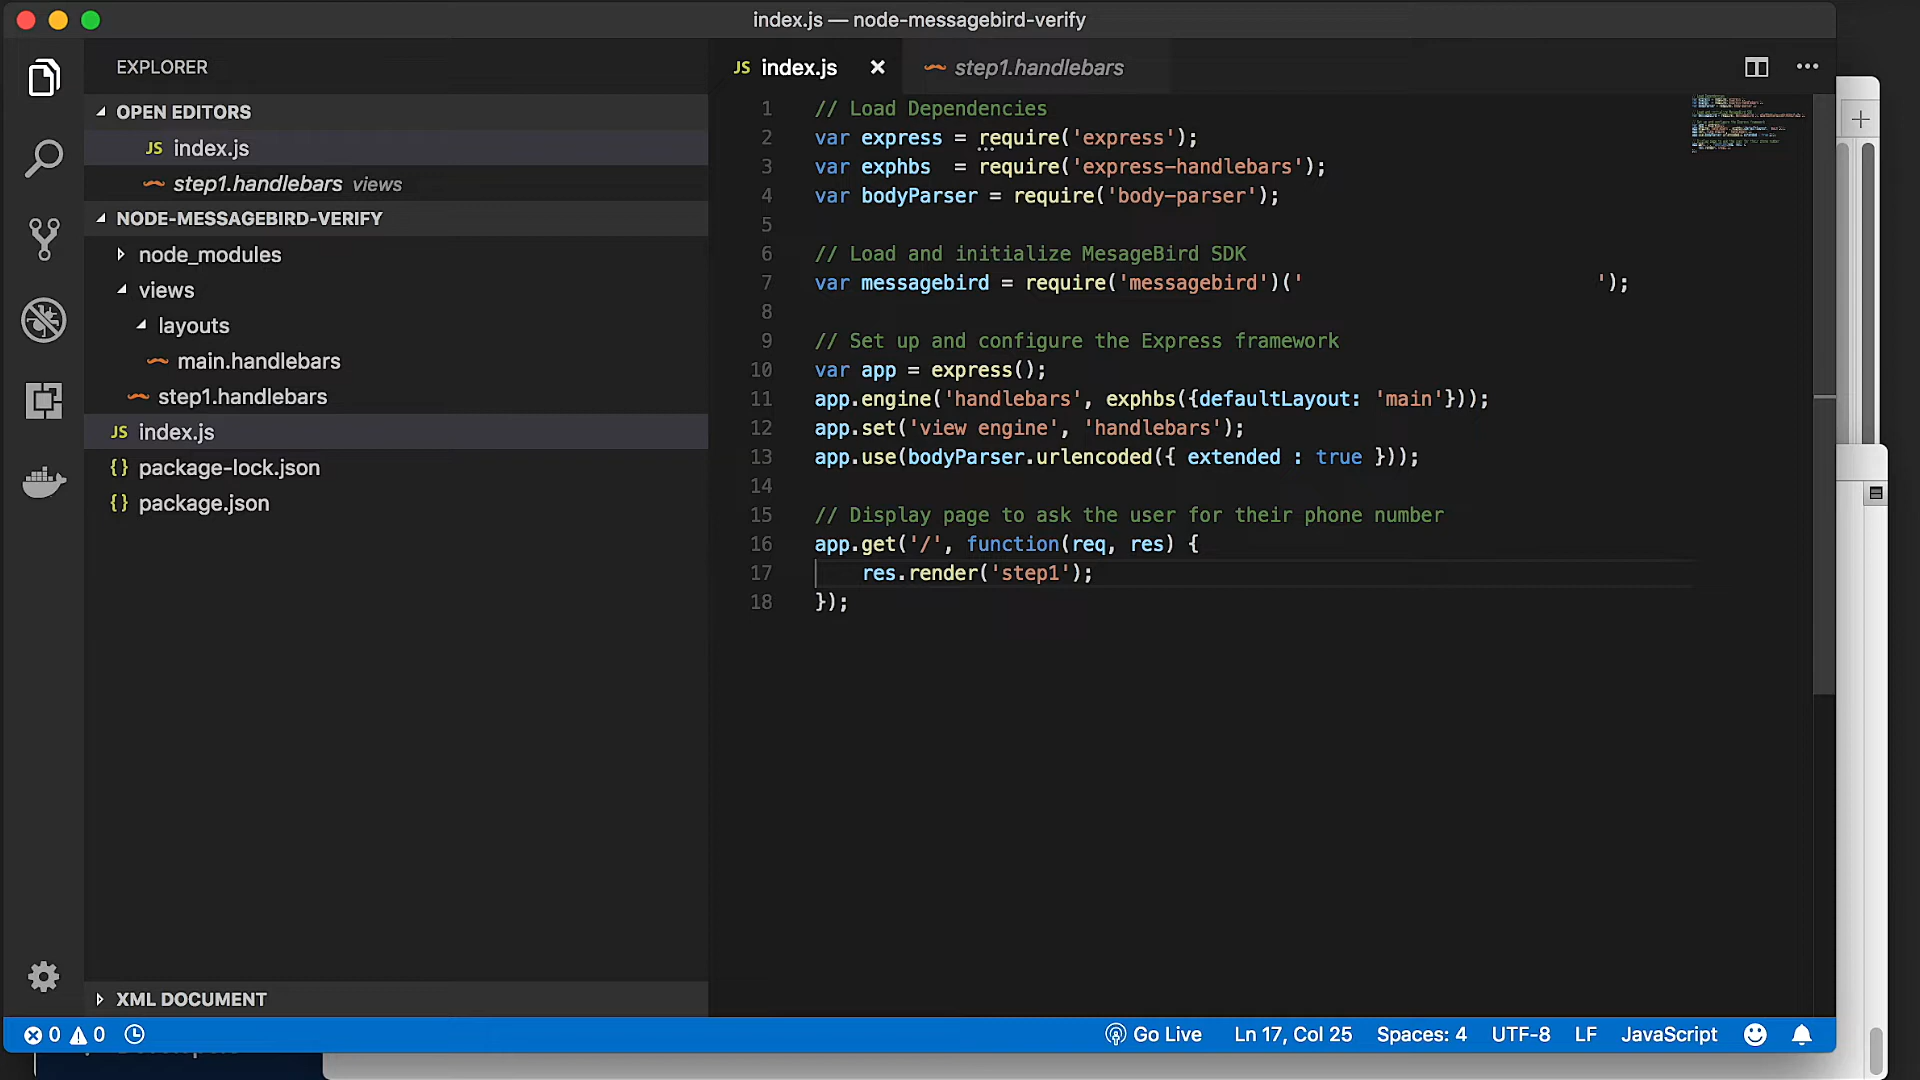 index.js — node-messagebird-verify
EXPLORER
OPEN EDITORS
JS index.js
step1.handlebars views
NODE-MESSAGEBIRD-VERIFY
node_modules
views
layouts
main.handlebars
step1.handlebars
JS index.js
{} package-lock.json
{} package.json
XML DOCUMENT
JS index.js
step1.handlebars
1 // Load Dependencies
2 var express = require('express');
3 var exphbs  = require('express-handlebars');
4 var bodyParser = require('body-parser');
5
6 // Load and initialize MesageBird SDK
7 var messagebird = require('messagebird')('                         ');
8
9 // Set up and configure the Express framework
10 var app = express();
11 app.engine('handlebars', exphbs({defaultLayout: 'main'}));
12 app.set('view engine', 'handlebars');
13 app.use(bodyParser.urlencoded({ extended : true }));
14
15 // Display page to ask the user for their phone number
16 app.get('/', function(req, res) {
17     res.render('step1');
18 });
0 0 Go Live Ln 17, Col 25 Spaces: 4 UTF-8 LF JavaScript